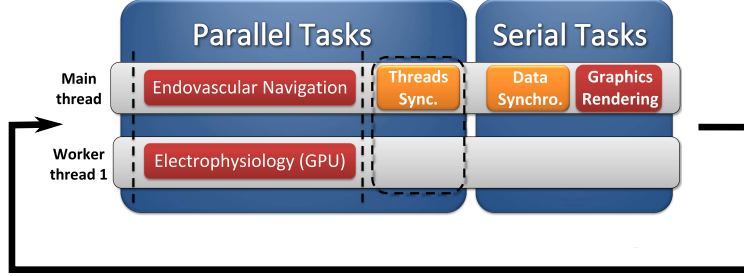 Parallel Tasks
Serial Tasks
Main
thread
Endovascular Navigation
Threads
Sync.
Data
Synchro.
Graphics
Rendering
Worker
thread 1
Electrophysiology (GPU)